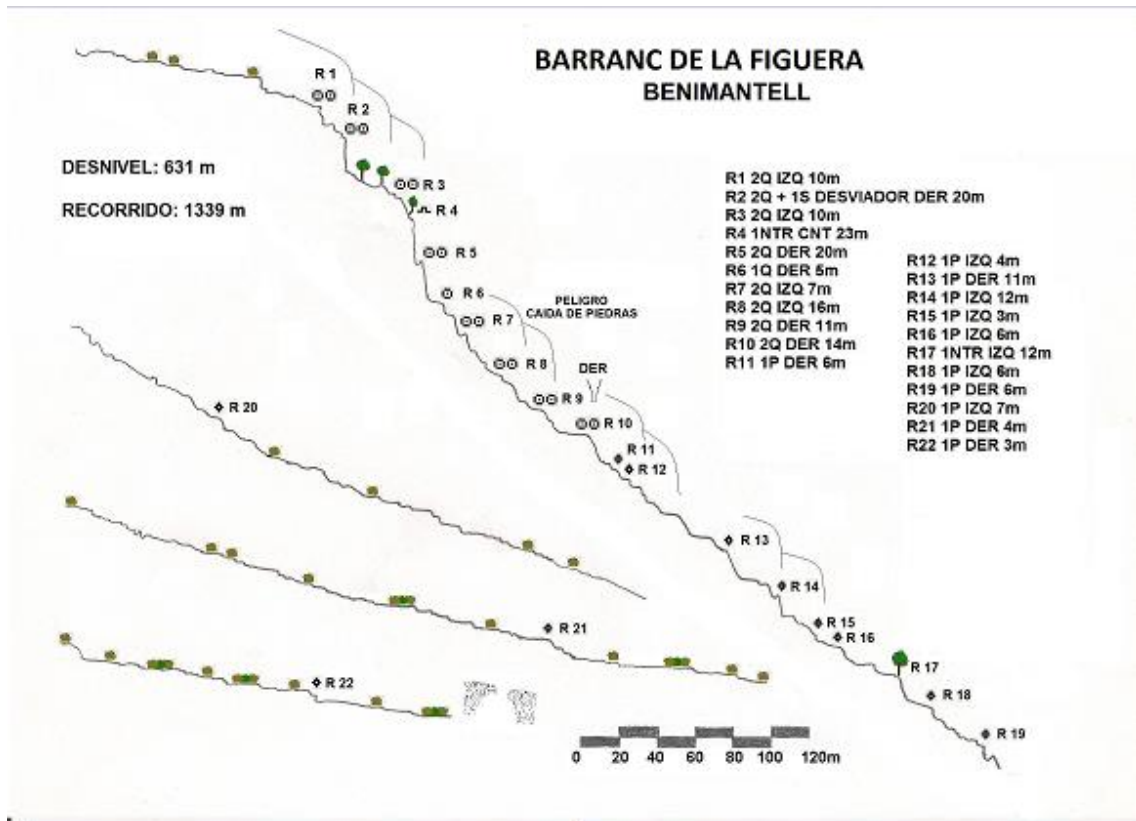 BARRANC DE LA FIGUERA
BENIMANTELL
DESNIVEL: 631 m
RECORRIDO: 1339 m
R 1
R 2
R 3
R 4
R 5
R 6
R 7
R 8
R 9
R 10
R 11
R 12
R 13
R 14
R 15
R 16
R 17
R 18
R 19
PELIGRO
CAIDA DE PIEDRAS
DER
R1 2Q IZQ 10m
R2 2Q + 1S DESVIADOR DER 20m
R3 2Q IZQ 10m
R4 1NTR CNT 23m
R5 2Q DER 20m
R6 1Q DER 5m
R7 2Q IZQ 7m
R8 2Q IZQ 16m
R9 2Q DER 11m
R10 2Q DER 14m
R11 1P DER 6m
R12 1P IZQ 4m
R13 1P DER 11m
R14 1P IZQ 12m
R15 1P IZQ 3m
R16 1P IZQ 6m
R17 1NTR IZQ 12m
R18 1P IZQ 6m
R19 1P DER 6m
R20 1P IZQ 7m
R21 1P DER 4m
R22 1P DER 3m
R 20
R 21
R 22
0 20 40 60 80 100 120m